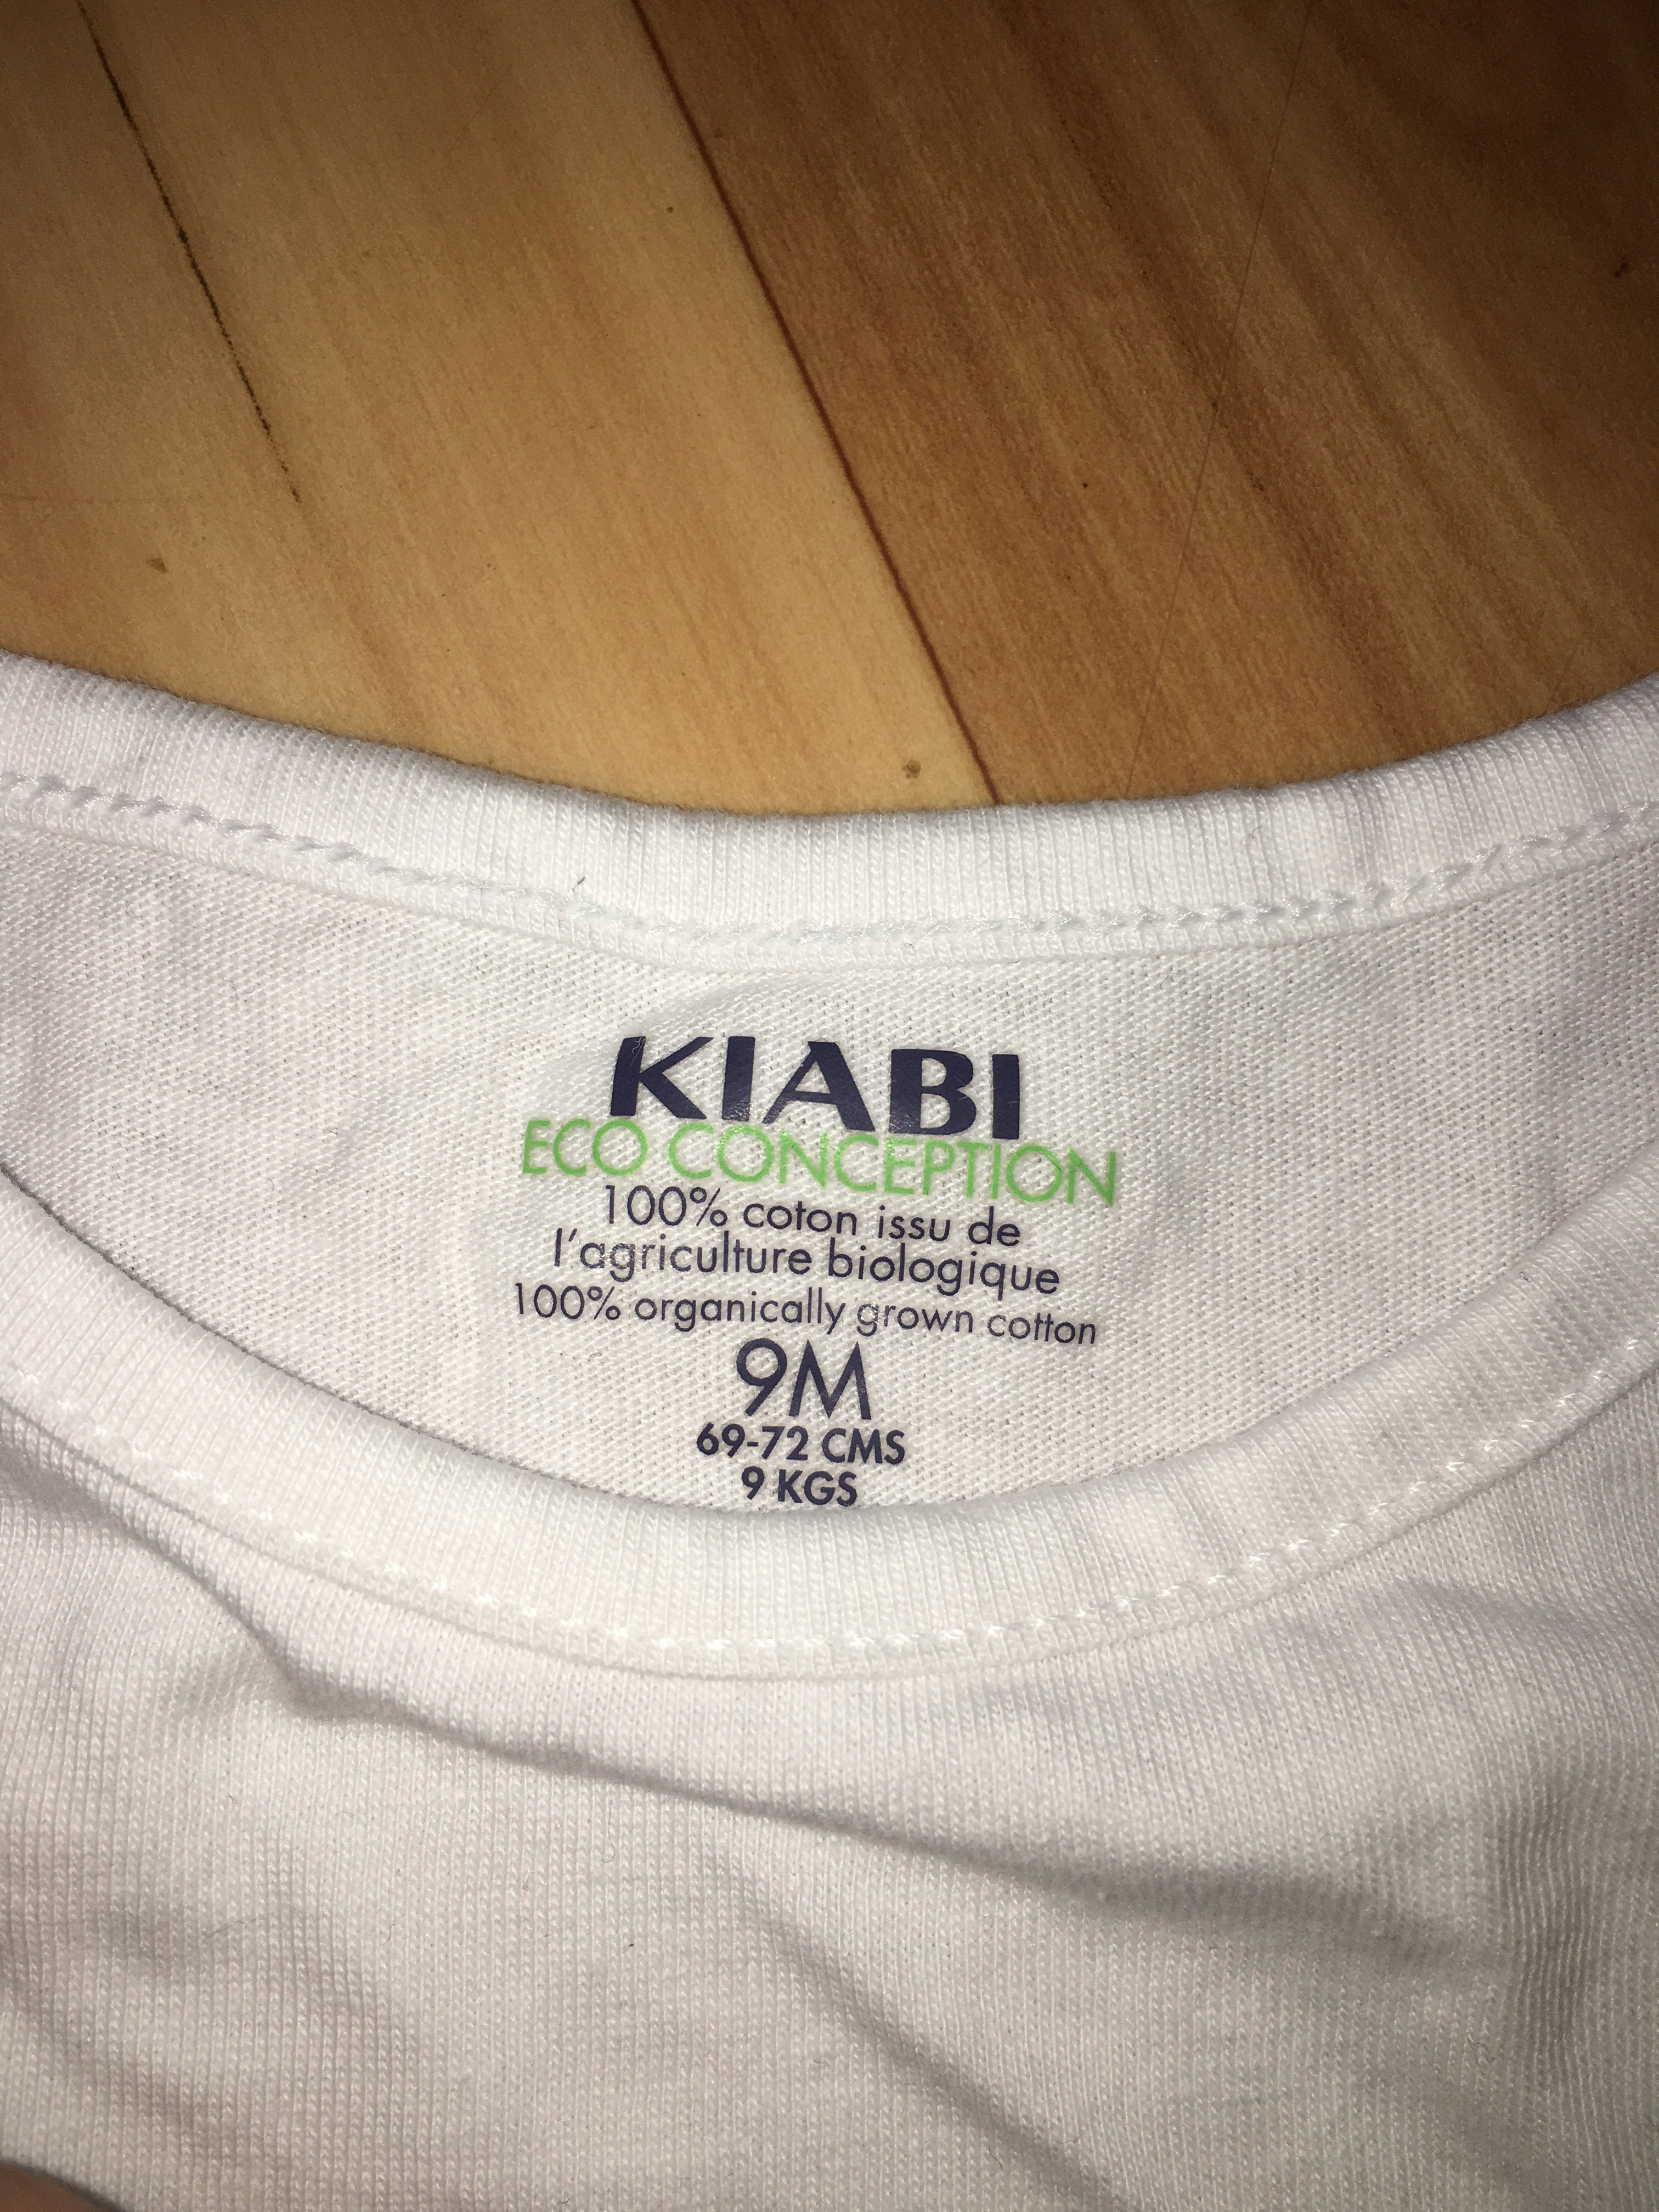 KIABI
ECO CONCEPTION
100% coton issu de
l'agriculture biologique
100% organically grown cotton
9M
69-72 CMS
9 KGS